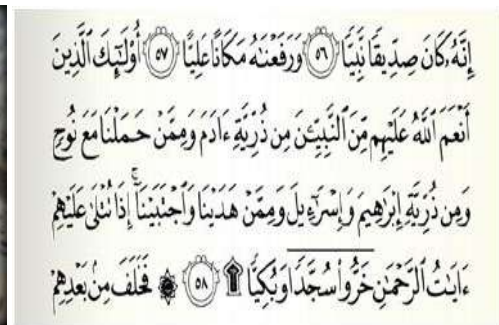 إِنَّهُۥ كَانَ صِدِّيقًا نَّبِيًّا ٥٦ وَرَفَعْنَٰهُ مَكَانًا عَلِيًّا ٥٧ أُو۟لَٰٓئِكَ ٱلَّذِينَ
أَنْعَمَ ٱللَّهُ عَلَيْهِم مِّنَ ٱلنَّبِيِّـۧنَ مِن ذُرِّيَّةِ ءَادَمَ وَمِمَّنْ حَمَلْنَا مَعَ نُوحٍ
وَمِن ذُرِّيَّةِ إِبْرَٰهِيمَ وَإِسْرَٰٓءِيلَ وَمِمَّنْ هَدَيْنَا وَٱجْتَبَيْنَآ ۚ إِذَا تُتْلَىٰ عَلَيْهِمْ
ءَايَٰتُ ٱلرَّحْمَٰنِ خَرُّوا۟ سُجَّدًا وَبُكِيًّا ۩ ٥٨ ۞ فَخَلَفَ مِنۢ بَعْدِهِمْ